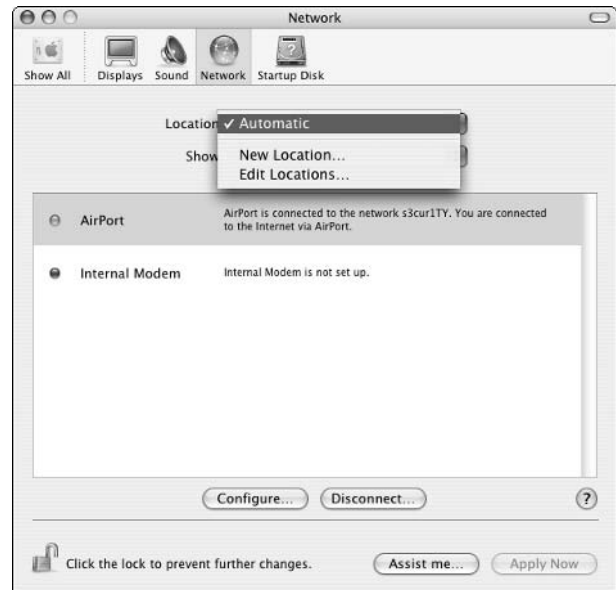 Network
Show All
Displays
Sound
Network
Startup Disk
Location
✓ Automatic
Show
New Location...
Edit Locations...
AirPort
AirPort is connected to the network s3cur1TY. You are connected
to the Internet via AirPort.
Internal Modem
Internal Modem is not set up.
Configure...
Disconnect...
?
Click the lock to prevent further changes.
Assist me...
Apply Now